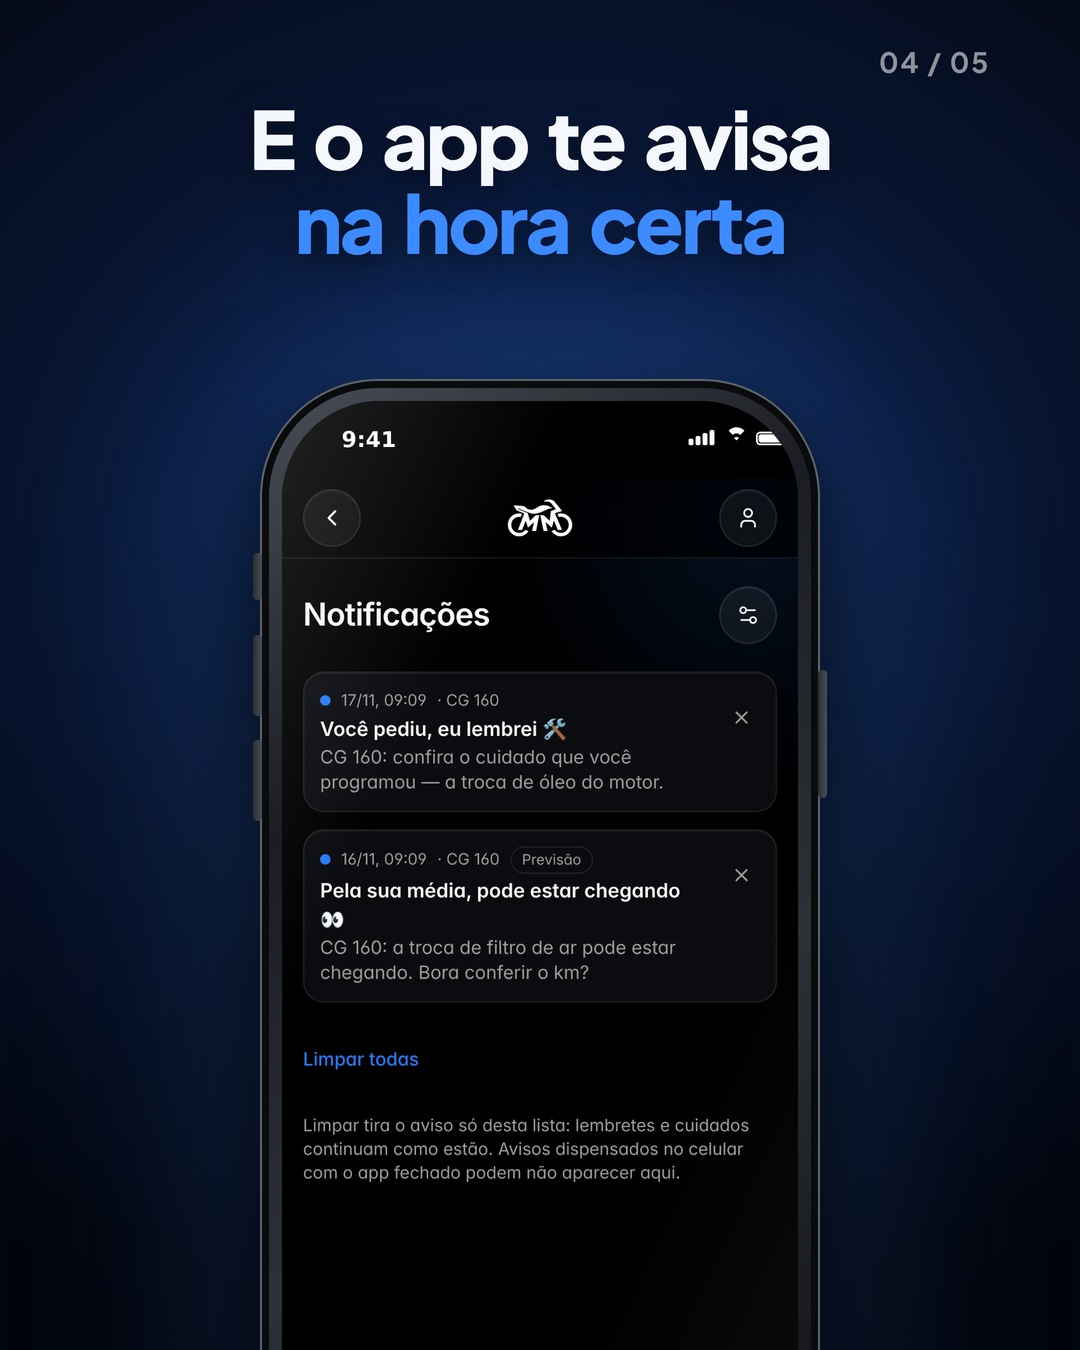 04 / 05
E o app te avisa
na hora certa
9:41
MM
Notificações
17/11, 09:09 · CG 160
Você pediu, eu lembrei 🛠️
CG 160: confira o cuidado que você
programou — a troca de óleo do motor.
16/11, 09:09 · CG 160 Previsão
Pela sua média, pode estar chegando
👀
CG 160: a troca de filtro de ar pode estar
chegando. Bora conferir o km?
Limpar todas
Limpar tira o aviso só desta lista: lembretes e cuidados
continuam como estão. Avisos dispensados no celular
com o app fechado podem não aparecer aqui.